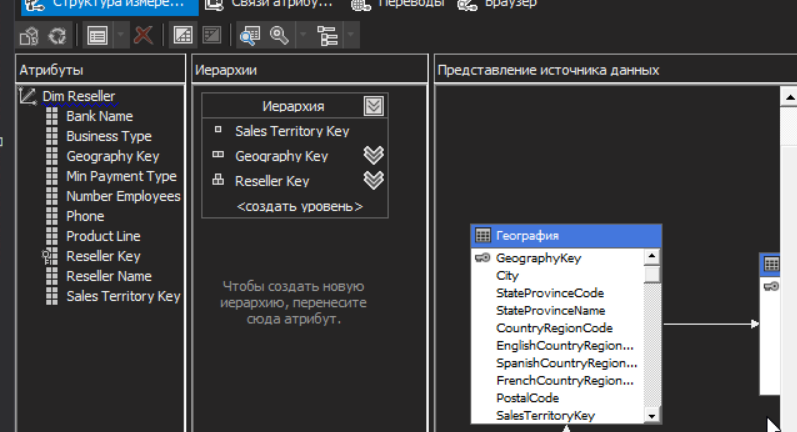 Структура измере...
Связи атрибу...
Переводы
Браузер
Атрибуты
Dim Reseller
Bank Name
Business Type
Geography Key
Min Payment Type
Number Employees
Phone
Product Line
Reseller Key
Reseller Name
Sales Territory Key
Иерархии
Иерархия
Sales Territory Key
Geography Key
Reseller Key
<создать уровень>
Чтобы создать новую
иерархию, перенесите
сюда атрибут.
Представление источника данных
География
GeographyKey
City
StateProvinceCode
StateProvinceName
CountryRegionCode
EnglishCountryRegion...
SpanishCountryRegion...
FrenchCountryRegion...
PostalCode
SalesTerritoryKey